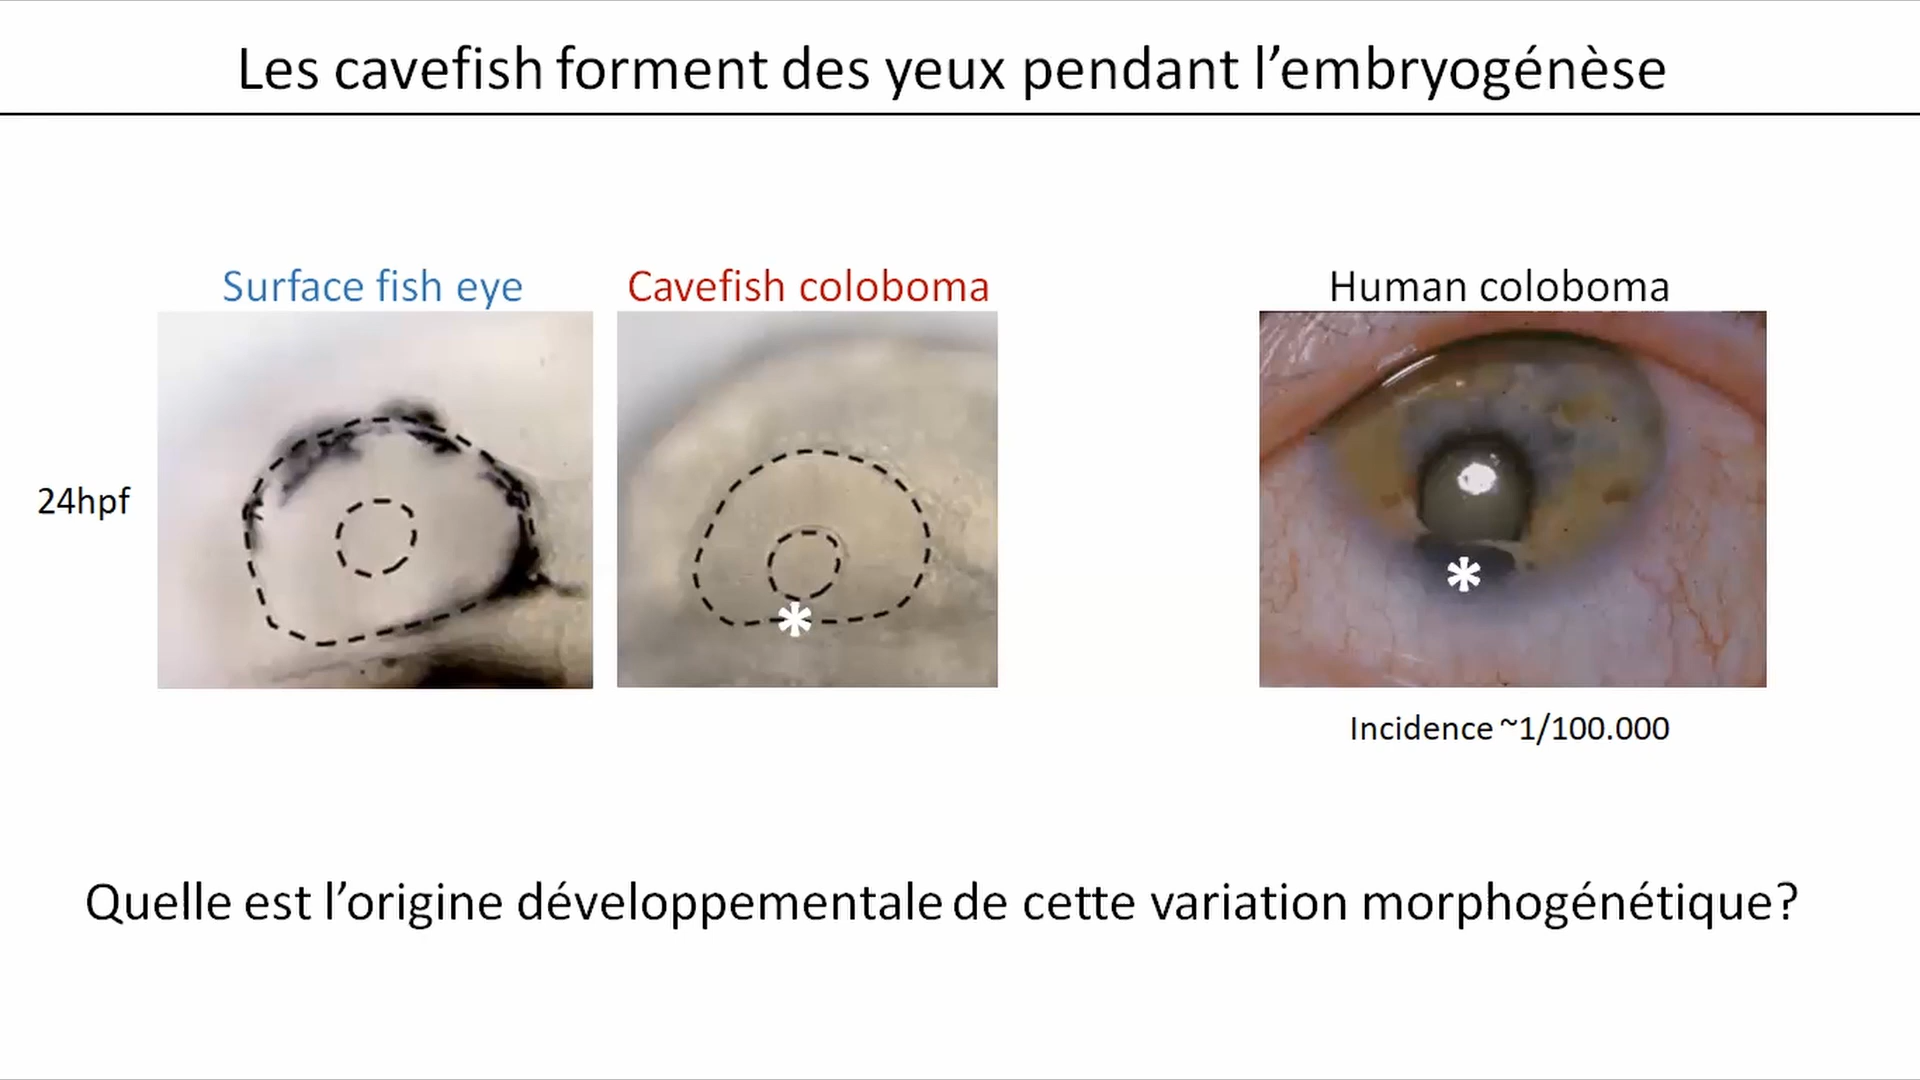 Les cavefish forment des yeux pendant l’embryogénèse
Surface fish eye
Cavefish coloboma
Human coloboma
24hpf
*
*
Incidence ~1/100.000
Quelle est l’origine développementale de cette variation morphogénétique?